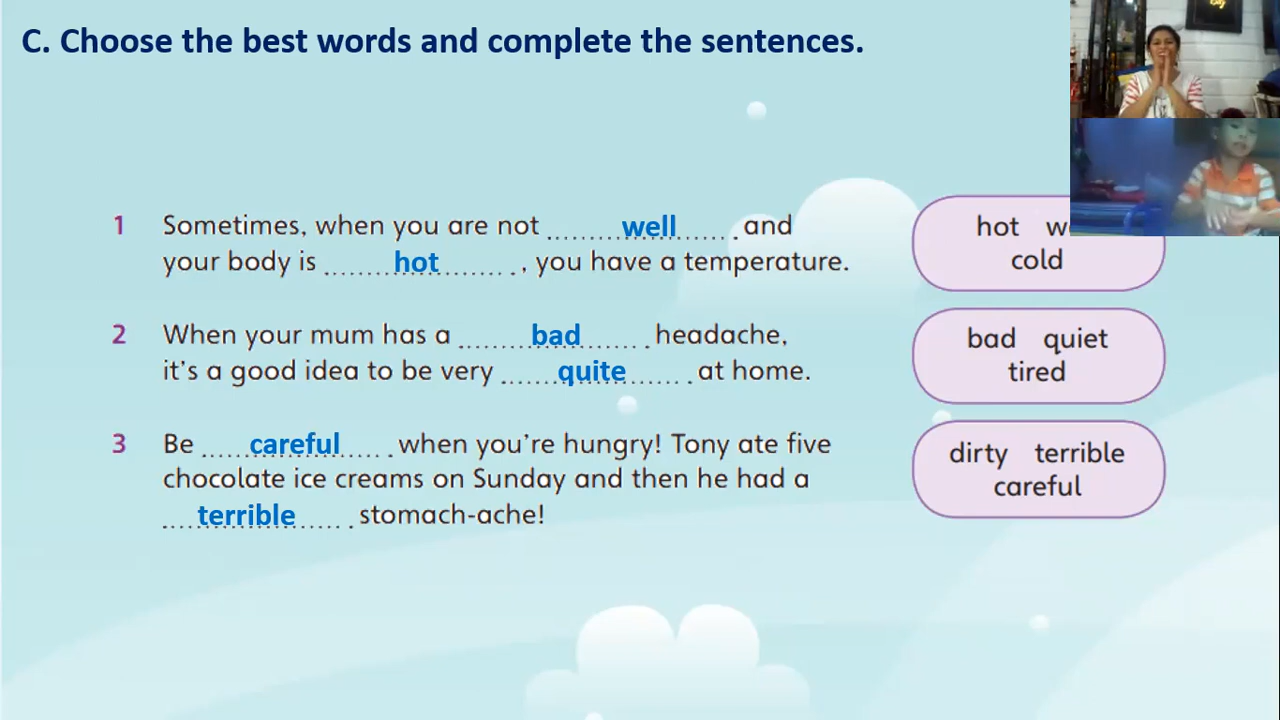 C. Choose the best words and complete the sentences.
1 Sometimes, when you are not well and
your body is hot, you have a temperature.
hot
cold
2 When your mum has a bad headache,
it's a good idea to be very quite at home.
bad quiet
tired
3 Be careful when you're hungry! Tony ate five
chocolate ice creams on Sunday and then he had a
terrible stomach-ache!
dirty terrible
careful